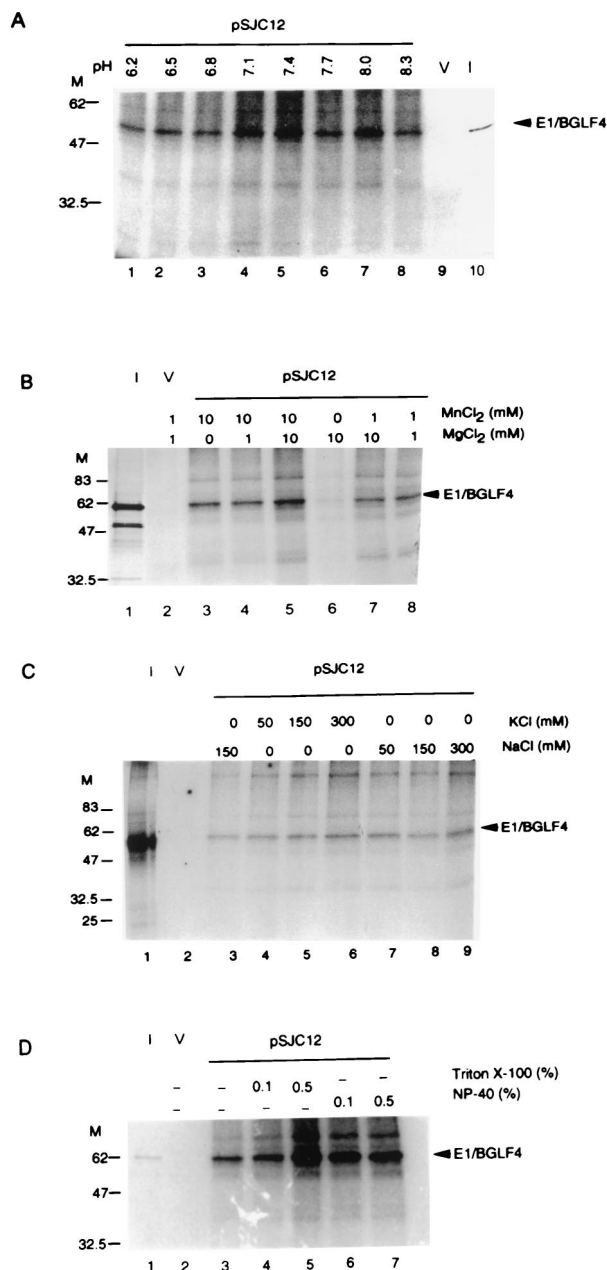 A
pSJC12
pH 6.2 6.5 6.8 7.1 7.4 7.7 8.0 8.3 V I
M
62
47
32.5
E1/BGLF4
1 2 3 4 5 6 7 8 9 10
B
I V pSJC12
1 10 10 10 0 1 1 MnCl2 (mM)
1 0 1 10 10 10 1 MgCl2 (mM)
M
83
62
47
32.5
E1/BGLF4
1 2 3 4 5 6 7 8
C
I V pSJC12
0 50 150 300 0 0 0 KCl (mM)
150 0 0 0 50 150 300 NaCl (mM)
M
83
62
47
32.5
25
E1/BGLF4
1 2 3 4 5 6 7 8 9
D
I V pSJC12
– – 0.1 0.5 – – Triton X-100 (%)
– – – – 0.1 0.5 NP-40 (%)
M
62
47
32.5
E1/BGLF4
1 2 3 4 5 6 7